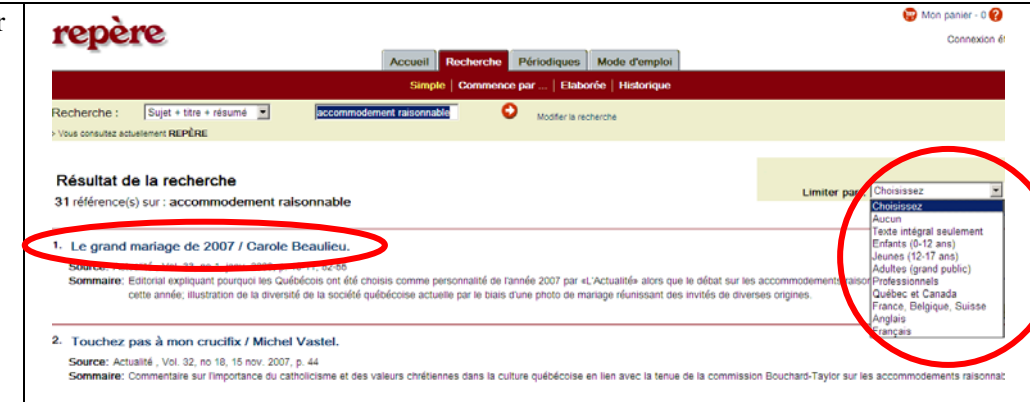 r
repère
Mon panier - 0 ?
Connexion é
Accueil Recherche Périodiques Mode d'emploi
Simple | Commence par ... | Elaborée | Historique
Recherche : Sujet + titre + résumé accommodement raisonnable Modifier la recherche
> Vous consultez actuellement REPÈRE
Résultat de la recherche
31 référence(s) sur : accommodement raisonnable
Limiter par : Choisissez
Choisissez
Aucun
Texte intégral seulement
Enfants (0-12 ans)
Jeunes (12-17 ans)
Adultes (grand public)
Professionnels
Québec et Canada
France, Belgique, Suisse
Anglais
Français
1. Le grand mariage de 2007 / Carole Beaulieu.
Source:
Sommaire: Editorial expliquant pourquoi les Québécois ont été choisis comme personnalité de l'année 2007 par «L'Actualité» alors que le débat sur les accommodements raison
cette année; illustration de la diversité de la société québécoise actuelle par le biais d'une photo de mariage réunissant des invités de diverses origines.
2. Touchez pas à mon crucifix / Michel Vastel.
Source: Actualité , Vol. 32, no 18, 15 nov. 2007, p. 44
Sommaire: Commentaire sur l'importance du catholicisme et des valeurs chrétiennes dans la culture québécoise en lien avec la tenue de la commission Bouchard-Taylor sur les accommodements raisonnab